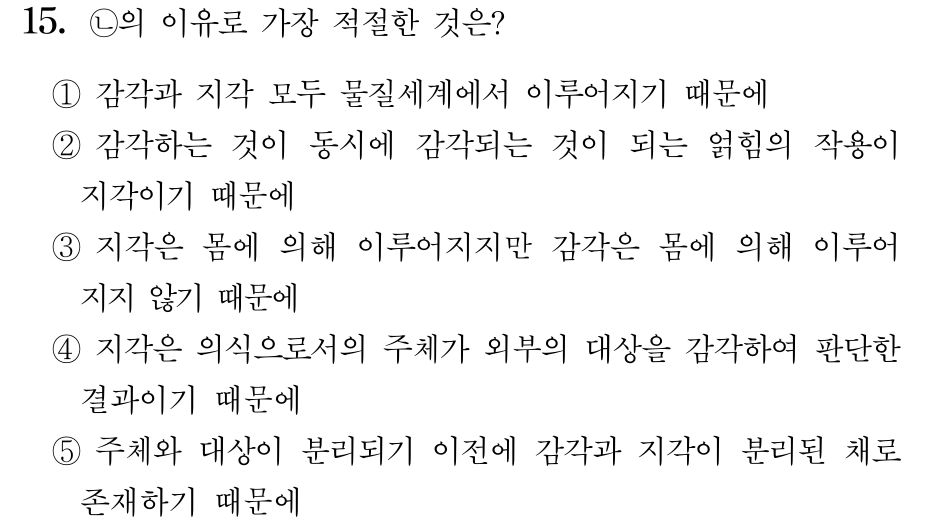 15. ㉡의 이유로 가장 적절한 것은?
① 감각과 지각 모두 물질세계에서 이루어지기 때문에
② 감각하는 것이 동시에 감각되는 것이 되는 얽힘의 작용이
지각이기 때문에
③ 지각은 몸에 의해 이루어지지만 감각은 몸에 의해 이루어
지지 않기 때문에
④ 지각은 의식으로서의 주체가 외부의 대상을 감각하여 판단한
결과이기 때문에
⑤ 주체와 대상이 분리되기 이전에 감각과 지각이 분리된 채로
존재하기 때문에